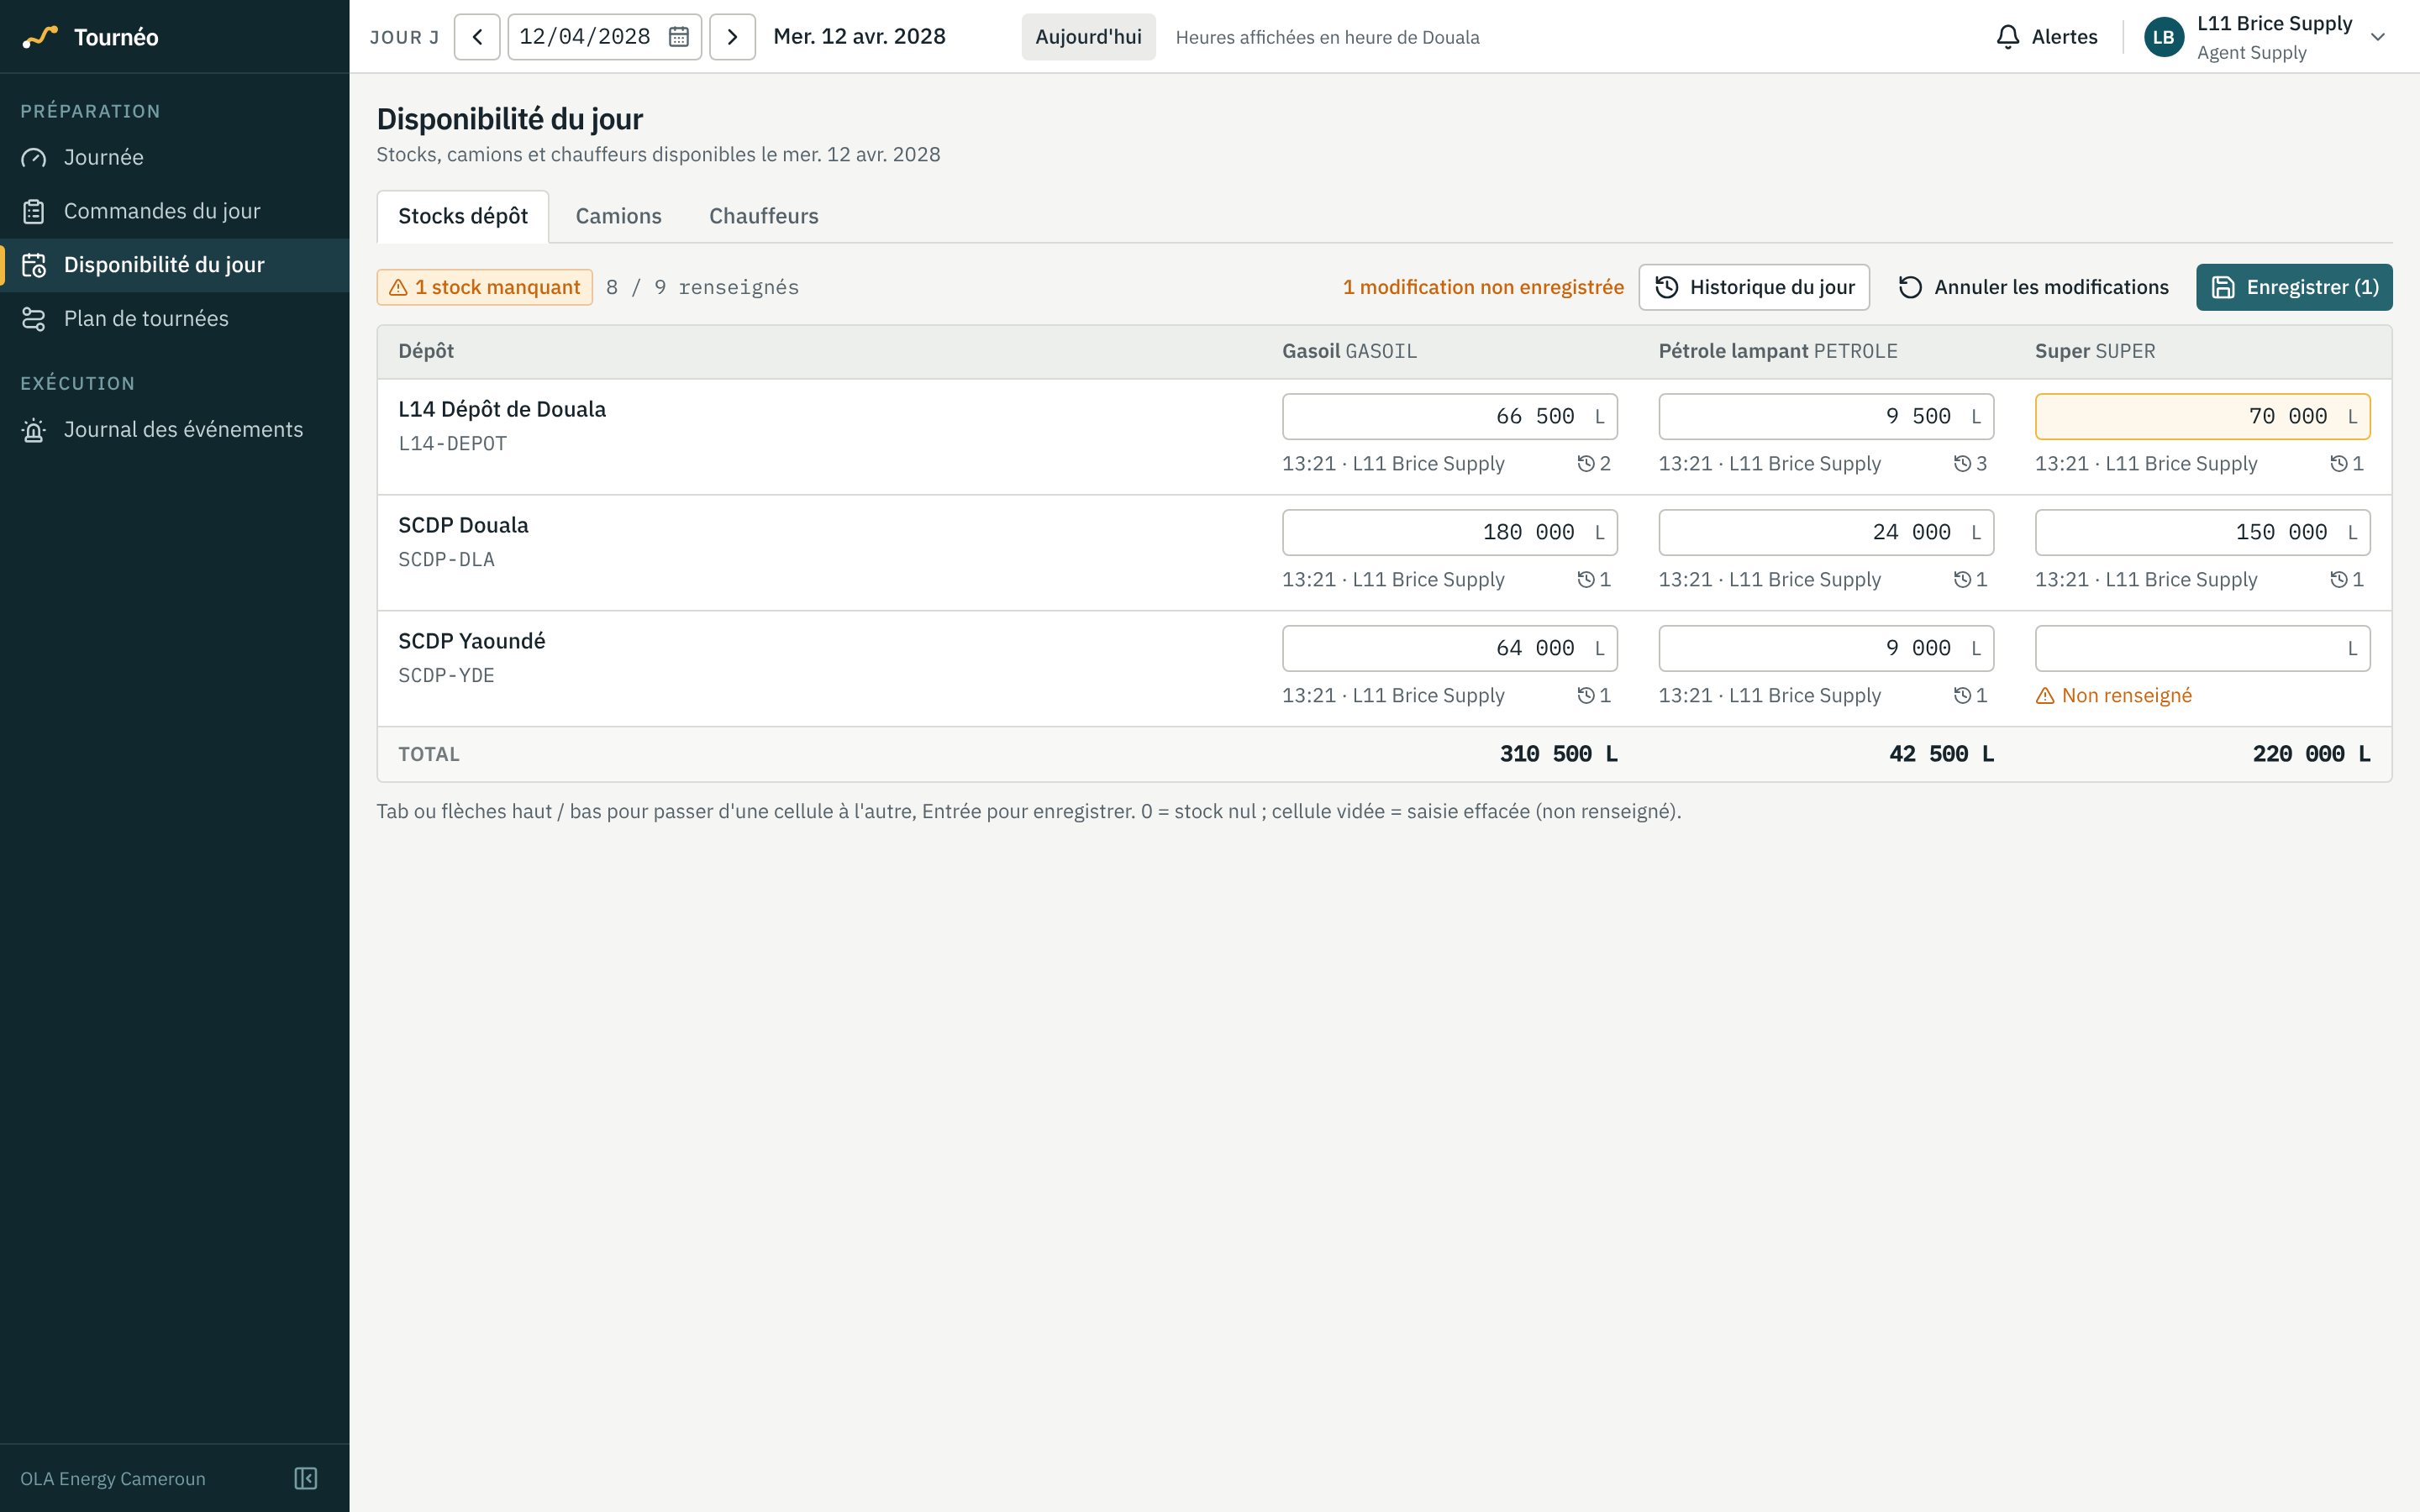 Tournéo
JOUR J
12/04/2028
Mer. 12 avr. 2028
Aujourd'hui
Heures affichées en heure de Douala
Alertes
LB
L11 Brice Supply
Agent Supply
PRÉPARATION
Journée
Commandes du jour
Disponibilité du jour
Plan de tournées
EXÉCUTION
Journal des événements
OLA Energy Cameroun
Disponibilité du jour
Stocks, camions et chauffeurs disponibles le mer. 12 avr. 2028
Stocks dépôt
Camions
Chauffeurs
1 stock manquant
8 / 9 renseignés
1 modification non enregistrée
Historique du jour
Annuler les modifications
Enregistrer (1)
Dépôt
Gasoil GASOIL
Pétrole lampant PETROLE
Super SUPER
L14 Dépôt de Douala
L14-DEPOT
66 500 L
13:21 · L11 Brice Supply 2
9 500 L
13:21 · L11 Brice Supply 3
70 000 L
13:21 · L11 Brice Supply 1
SCDP Douala
SCDP-DLA
180 000 L
13:21 · L11 Brice Supply 1
24 000 L
13:21 · L11 Brice Supply 1
150 000 L
13:21 · L11 Brice Supply 1
SCDP Yaoundé
SCDP-YDE
64 000 L
13:21 · L11 Brice Supply 1
9 000 L
13:21 · L11 Brice Supply 1
L
Non renseigné
TOTAL
310 500 L
42 500 L
220 000 L
Tab ou flèches haut / bas pour passer d'une cellule à l'autre, Entrée pour enregistrer. 0 = stock nul ; cellule vidée = saisie effacée (non renseigné).